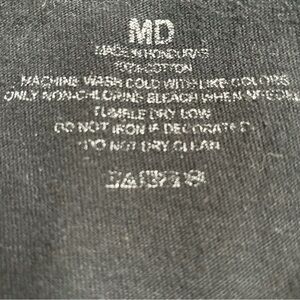 MD
MADE IN HONDURAS
100% COTTON
MACHINE WASH COLD WITH LIKE COLORS
ONLY NON-CHLORINE BLEACH WHEN NEEDED
TUMBLE DRY LOW
DO NOT IRON IF DECORATED
DO NOT DRY CLEAN